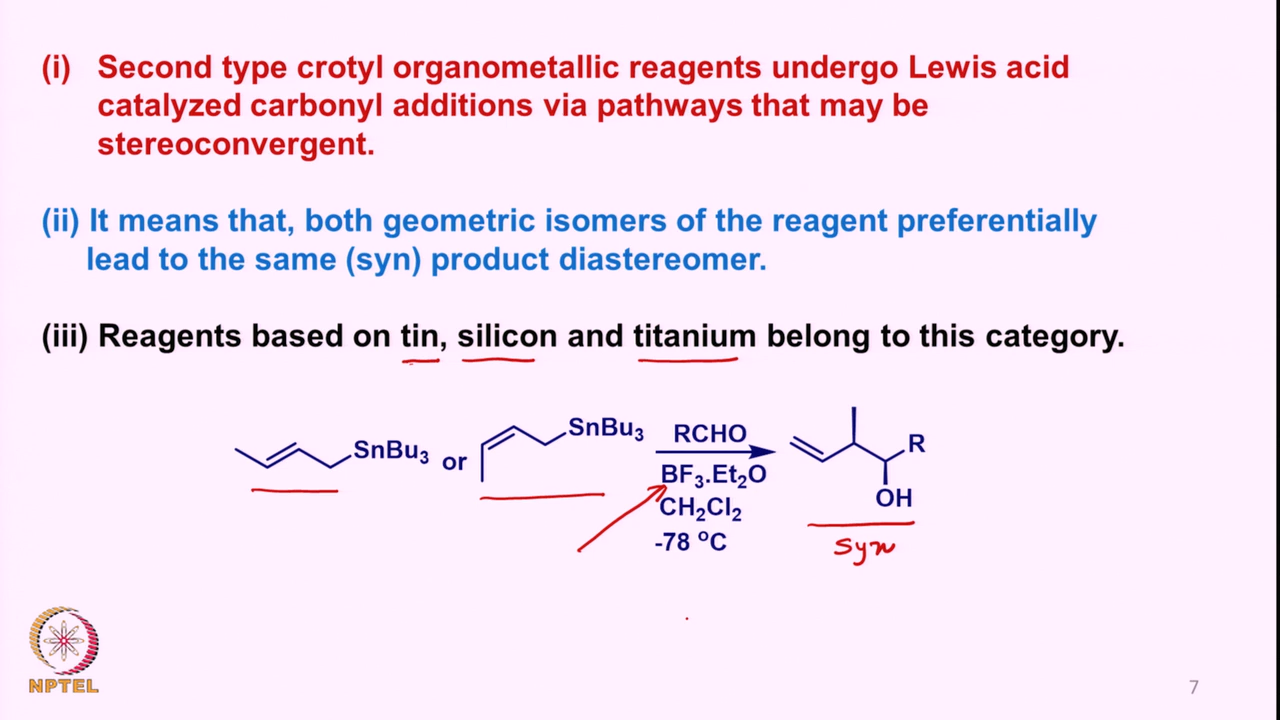 (i) Second type crotyl organometallic reagents undergo Lewis acid
catalyzed carbonyl additions via pathways that may be
stereoconvergent.
(ii) It means that, both geometric isomers of the reagent preferentially
lead to the same (syn) product diastereomer.
(iii) Reagents based on tin, silicon and titanium belong to this category.
SnBu₃ or SnBu₃ RCHO R
BF₃.Et₂O OH
CH₂Cl₂
-78 ºC syn
NPTEL
7